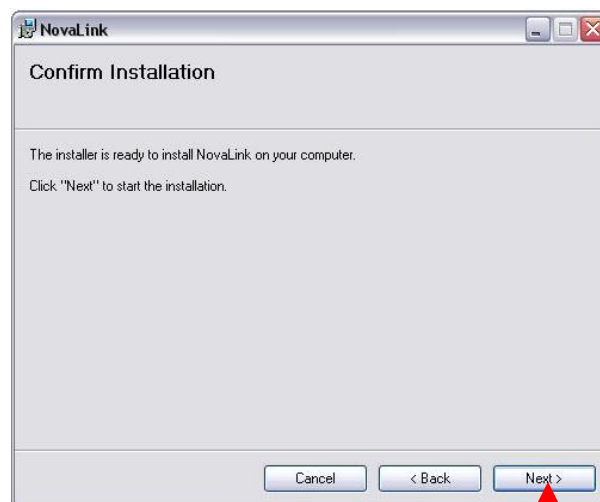 NovaLink
Confirm Installation
The installer is ready to install NovaLink on your computer.
Click "Next" to start the installation.
Cancel
< Back
Next >